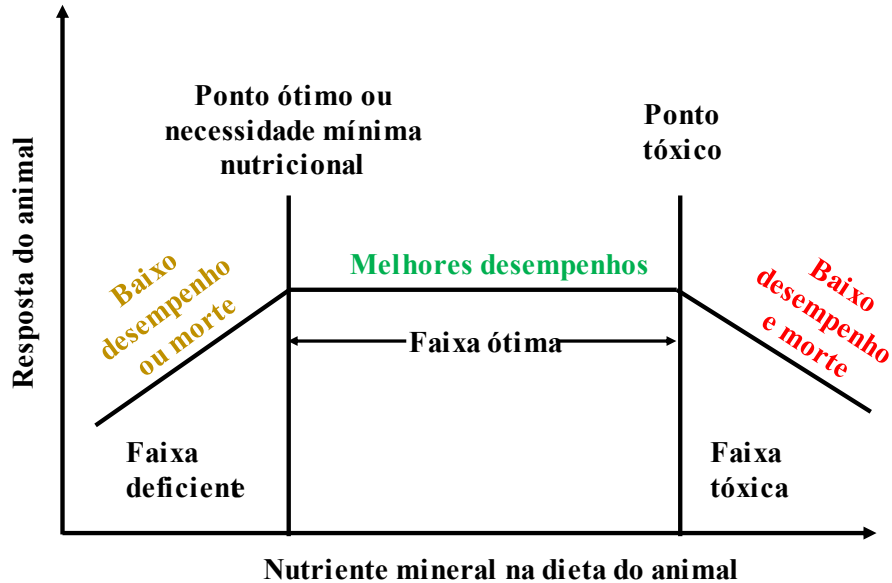 Resposta do animal
Ponto ótimo ou
necessidade mínima
nutricional
Ponto
tóxico
Baixo
desempenho
ou morte
Melhores desempenhos
Baixo
desempenho
e morte
Faixa ótima
Faixa
deficiente
Faixa
tóxica
Nutriente mineral na dieta do animal